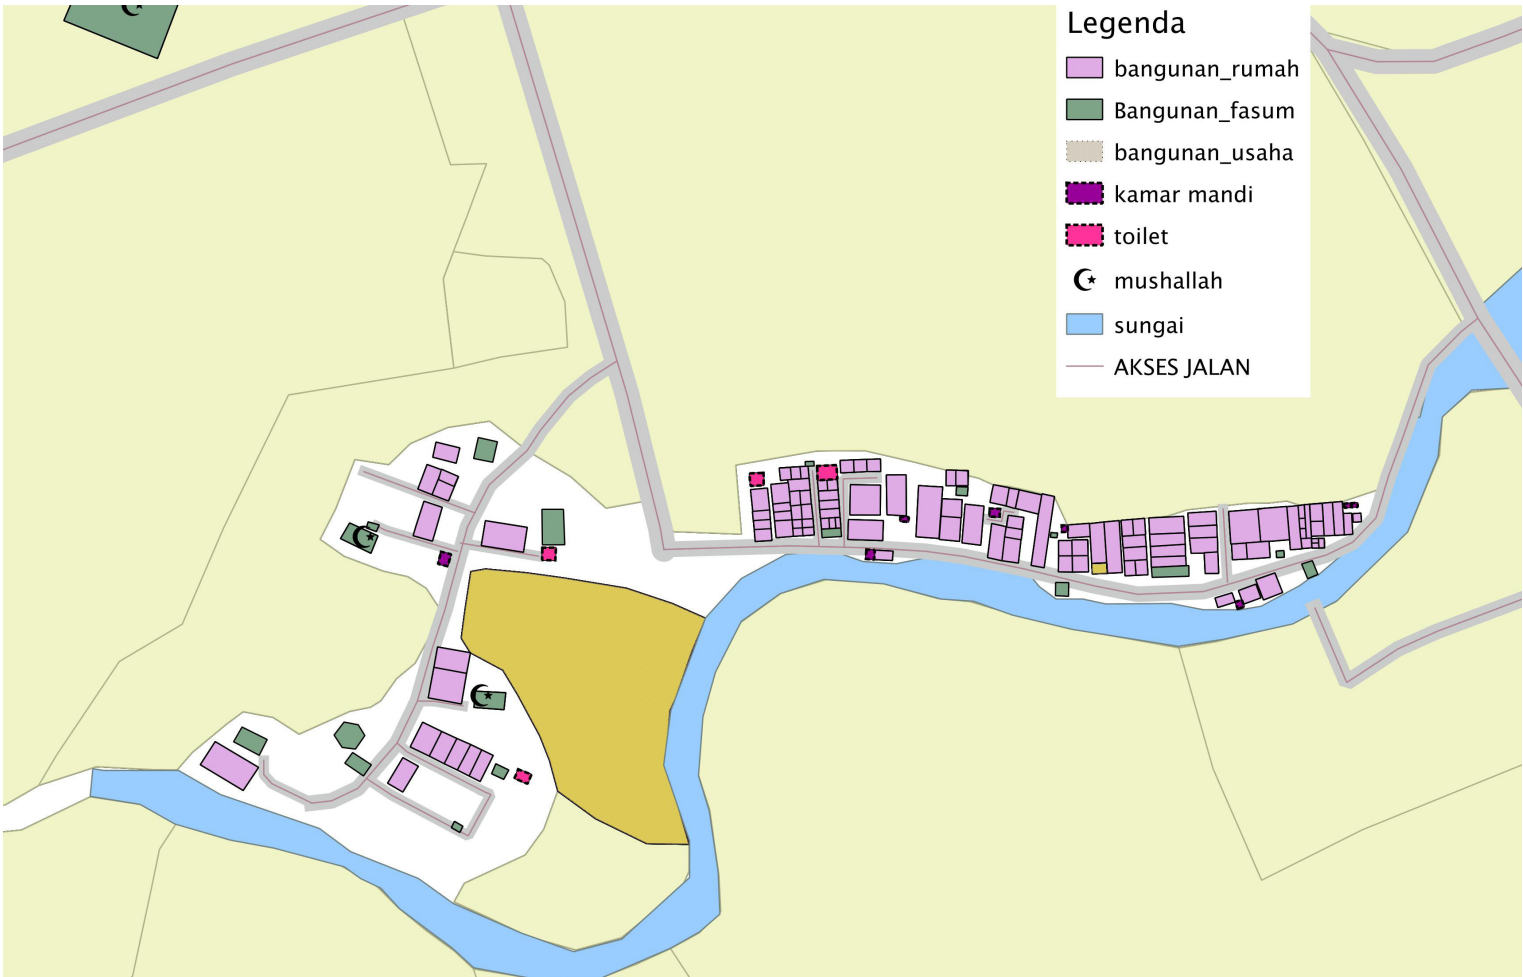 Legenda
bangunan_rumah
Bangunan_fasum
bangunan_usaha
kamar mandi
toilet
mushallah
sungai
AKSES JALAN